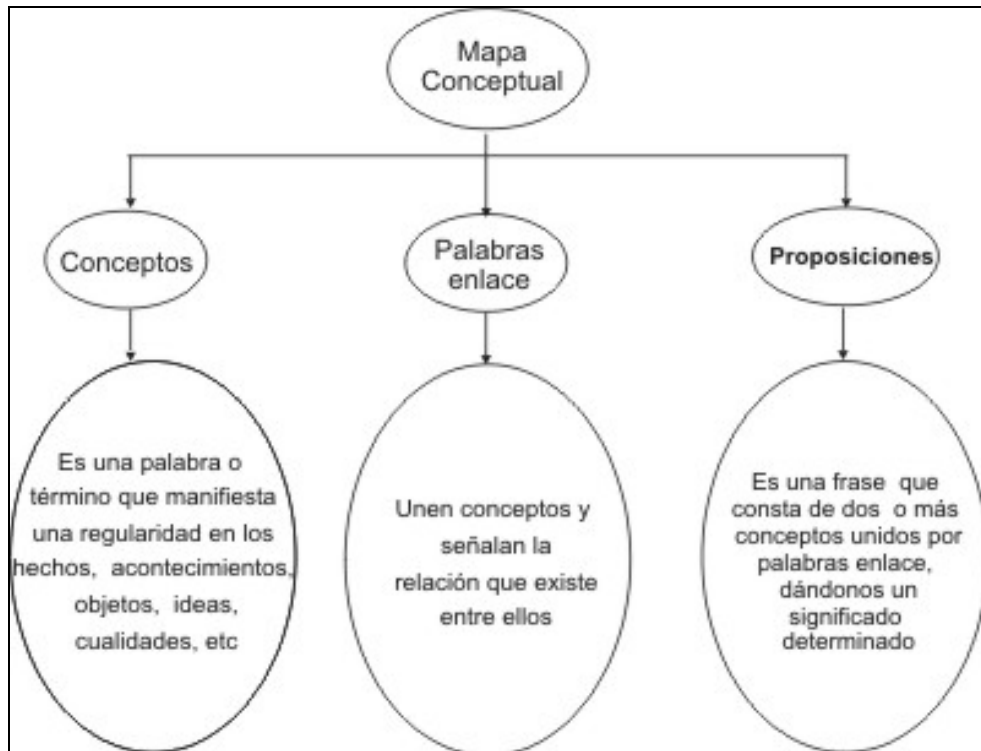 Mapa
Conceptual
Conceptos
Palabras
enlace
Proposiciones
Es una palabra o
término que manifiesta
una regularidad en los
hechos, acontecimientos,
objetos, ideas,
cualidades, etc
Unen conceptos y
señalan la
relación que existe
entre ellos
Es una frase que
consta de dos o más
conceptos unidos por
palabras enlace,
dándonos un
significado
determinado